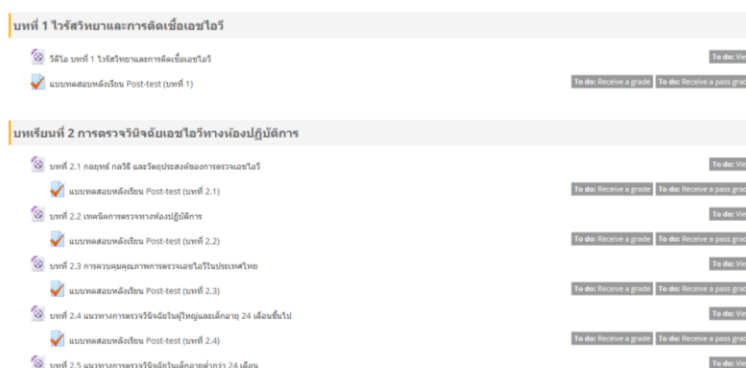 บทที่ 1 ไวรัสวิทยาและการติดเชื้อเอชไอวี
วีดีโอ บทที่ 1 ไวรัสวิทยาและการติดเชื้อเอชไอวี
To do: Vie
แบบทดสอบหลังเรียน Post-test (บทที่ 1)
To do: Receive a grade To do: Receive a pass grad
บทเรียนที่ 2 การตรวจวินิจฉัยเอชไอวีทางห้องปฏิบัติการ
บทที่ 2.1 กลยุทธ์ กลวิธี และวัตถุประสงค์ของการตรวจเอชไอวี
To do: Vie
แบบทดสอบหลังเรียน Post-test (บทที่ 2.1)
To do: Receive a grade To do: Receive a pass grad
บทที่ 2.2 เทคนิคการตรวจทางห้องปฏิบัติการ
To do: Vie
แบบทดสอบหลังเรียน Post-test (บทที่ 2.2)
To do: Receive a grade To do: Receive a pass grad
บทที่ 2.3 การควบคุมคุณภาพการตรวจเอชไอวีในประเทศไทย
To do: Vie
แบบทดสอบหลังเรียน Post-test (บทที่ 2.3)
To do: Receive a grade To do: Receive a pass grad
บทที่ 2.4 แนวทางการตรวจวินิจฉัยในผู้ใหญ่และเด็กอายุ 24 เดือนขึ้นไป
To do: Vie
แบบทดสอบหลังเรียน Post-test (บทที่ 2.4)
To do: Receive a grade To do: Receive a pass grad
บทที่ 2.5 แนวทางการตรวจวินิจฉัยในเด็กอายุต่ำกว่า 24 เดือน
To do: Vie